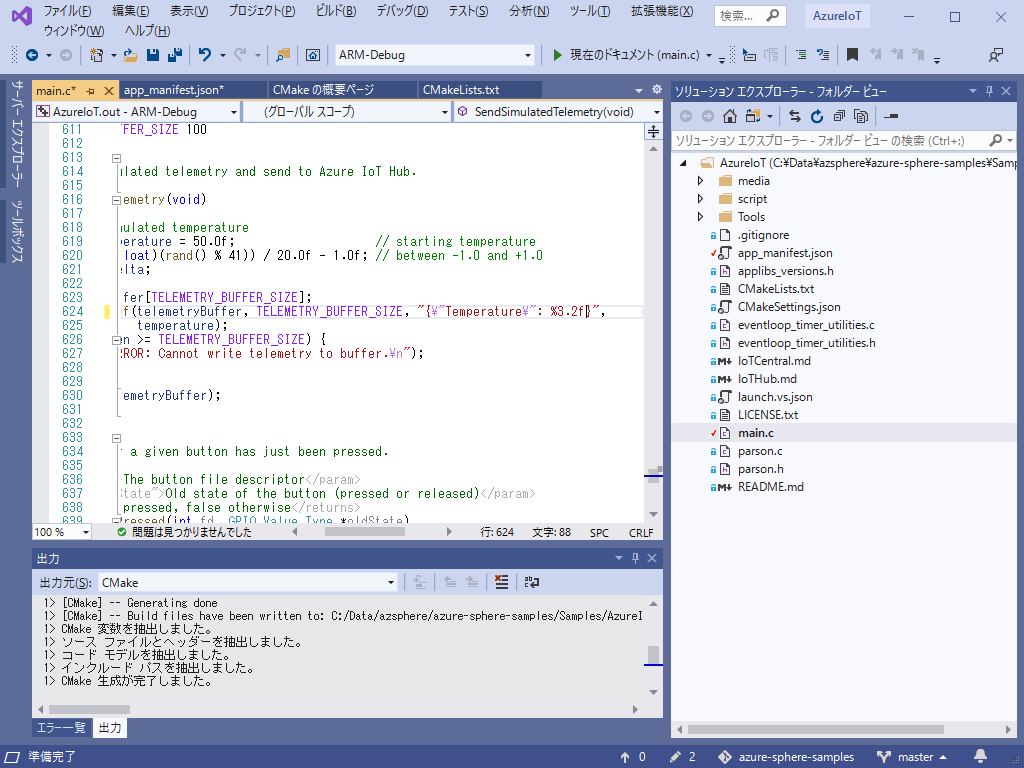 ファイル(F) 編集(E) 表示(V) プロジェクト(P) ビルド(B) デバッグ(D) テスト(S) 分析(N) ツール(T) 拡張機能(X) 検索... AzureIoT
ウィンドウ(W) ヘルプ(H)
ARM-Debug 現在のドキュメント (main.c)
サーバー エクスプローラー
ツールボックス
main.c* app_manifest.json* CMake の概要ページ CMakeLists.txt
AzureIoT.out - ARM-Debug (グローバル スコープ) SendSimulatedTelemetry(void)
611 FER_SIZE 100
612
613
614 ulated telemetry and send to Azure IoT Hub.
615
616 emetry(void)
617
618 mulated temperature
619 perature = 50.0f; // starting temperature
620 loat)(rand() % 41)) / 20.0f - 1.0f; // between -1.0 and +1.0
621 elta;
622
623 ffer[TELEMETRY_BUFFER_SIZE];
624 f(telemetryBuffer, TELEMETRY_BUFFER_SIZE, "{¥"Temperature¥": %3.2f}",
625 temperature);
626 en >= TELEMETRY_BUFFER_SIZE) {
627 RROR: Cannot write telemetry to buffer.¥n");
628
629
630 emetryBuffer);
631
632
633
634 a given button has just been pressed.
635
636 The button file descriptor</param>
637 State">Old state of the button (pressed or released)</param>
638 pressed, false otherwise</returns>
639 ressed(int fd, GPIO_Value_Type *oldState)
100 % 問題は見つかりませんでした 行: 624 文字: 88 SPC CRLF
出力
出力元(S): CMake
1> [CMake] -- Generating done
1> [CMake] -- Build files have been written to: C:/Data/azsphere/azure-sphere-samples/Samples/AzureI
1> CMake 変数を抽出しました。
1> ソース ファイルとヘッダーを抽出しました。
1> コード モデルを抽出しました。
1> インクルード パスを抽出しました。
1> CMake 生成が完了しました。
エラー一覧 出力
ソリューション エクスプローラー - フォルダー ビュー
ソリューション エクスプローラー - フォルダー ビュー の検索 (Ctrl+:)
AzureIoT (C:¥Data¥azsphere¥azure-sphere-samples¥Samp
media
script
Tools
.gitignore
app_manifest.json
applibs_versions.h
CMakeLists.txt
CMakeSettings.json
eventloop_timer_utilities.c
eventloop_timer_utilities.h
IoTCentral.md
IoTHub.md
launch.vs.json
LICENSE.txt
main.c
parson.c
parson.h
README.md
準備完了 0 2 azure-sphere-samples master